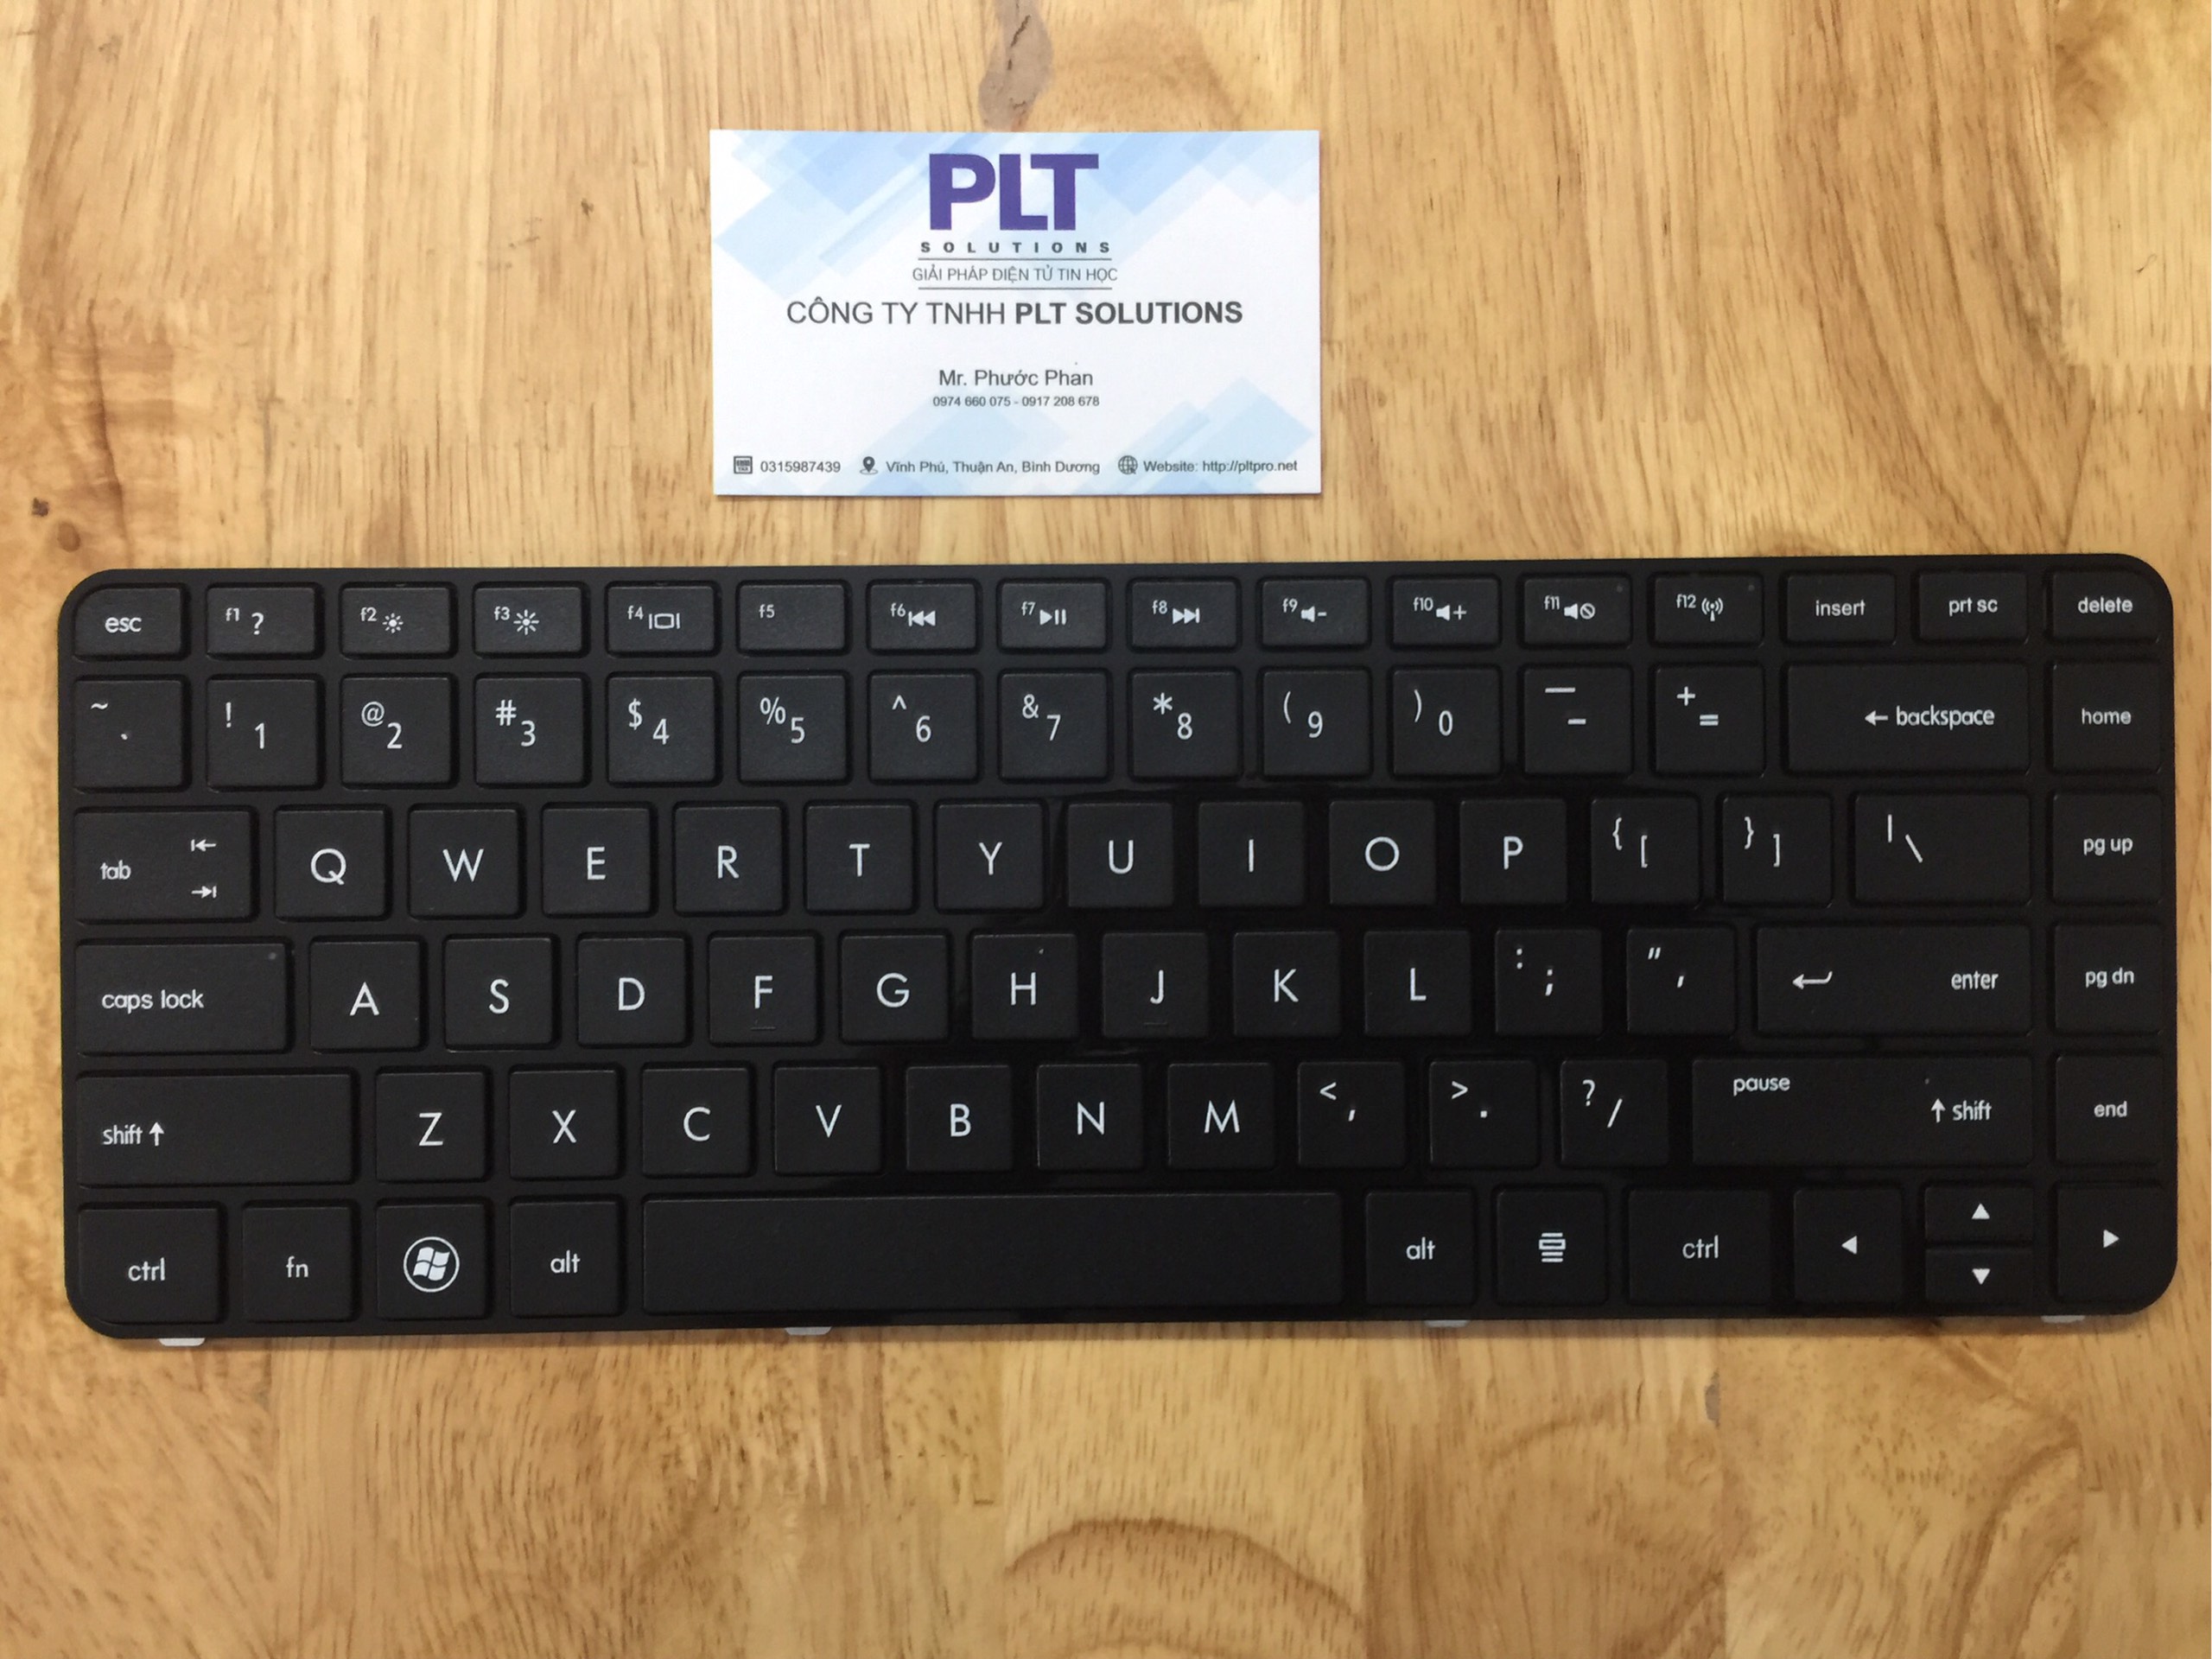 PLT
SOLUTIONS
GIẢI PHÁP ĐIỆN TỬ TIN HỌC
CÔNG TY TNHH PLT SOLUTIONS
Mr. Phước Phan
0974 660 075 - 0917 208 678
0315987439 Vĩnh Phú, Thuận An, Bình Dương Website: http://pltpro.net
esc f1 ? f2 f3 f4 f5 f6 f7 f8 f9 - f10 + f11 f12 insert prt sc delete
~ ` ! 1 @ 2 # 3 $ 4 % 5 ^ 6 & 7 * 8 ( 9 ) 0 _ - + = ← backspace home
tab Q W E R T Y U I O P { [ } ] | \ pg up
caps lock A S D F G H J K L : ; " ' enter pg dn
shift ↑ Z X C V B N M < , > . ? / pause ↑ shift end
ctrl fn alt alt ctrl ◀ ▲ ▼ ▶